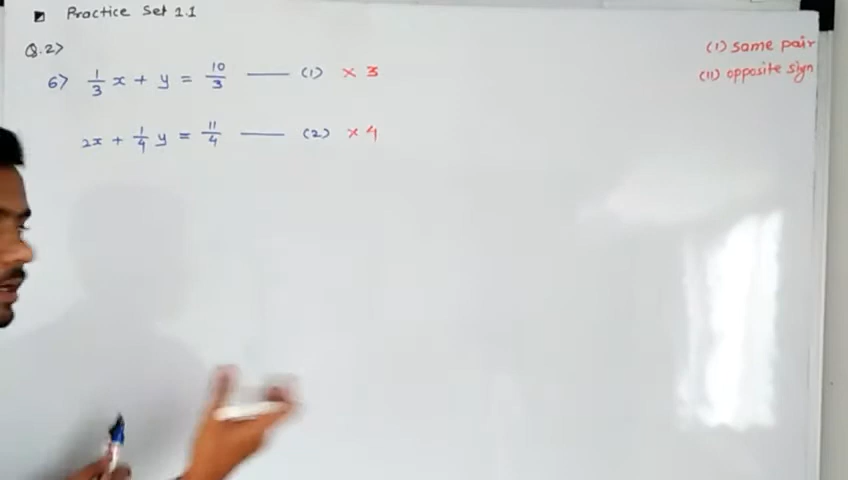 Practice Set 1.1
Q.2>
6> 1/3 x + y = 10/3 —— (1) × 3
2x + 1/4 y = 11/4 —— (2) × 4
(i) same pair
(ii) opposite sign